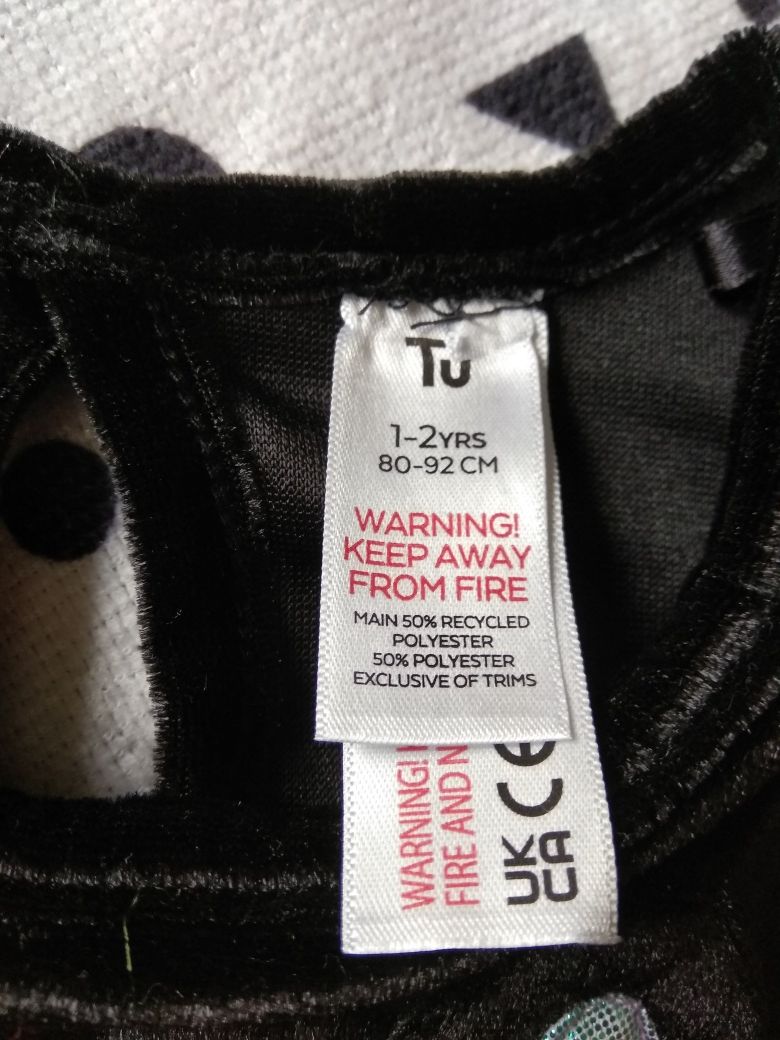 Tu
1-2YRS
80-92 CM
WARNING!
KEEP AWAY
FROM FIRE
MAIN 50% RECYCLED
POLYESTER
50% POLYESTER
EXCLUSIVE OF TRIMS
WARNING!
FIRE AND
CE
UK
CA